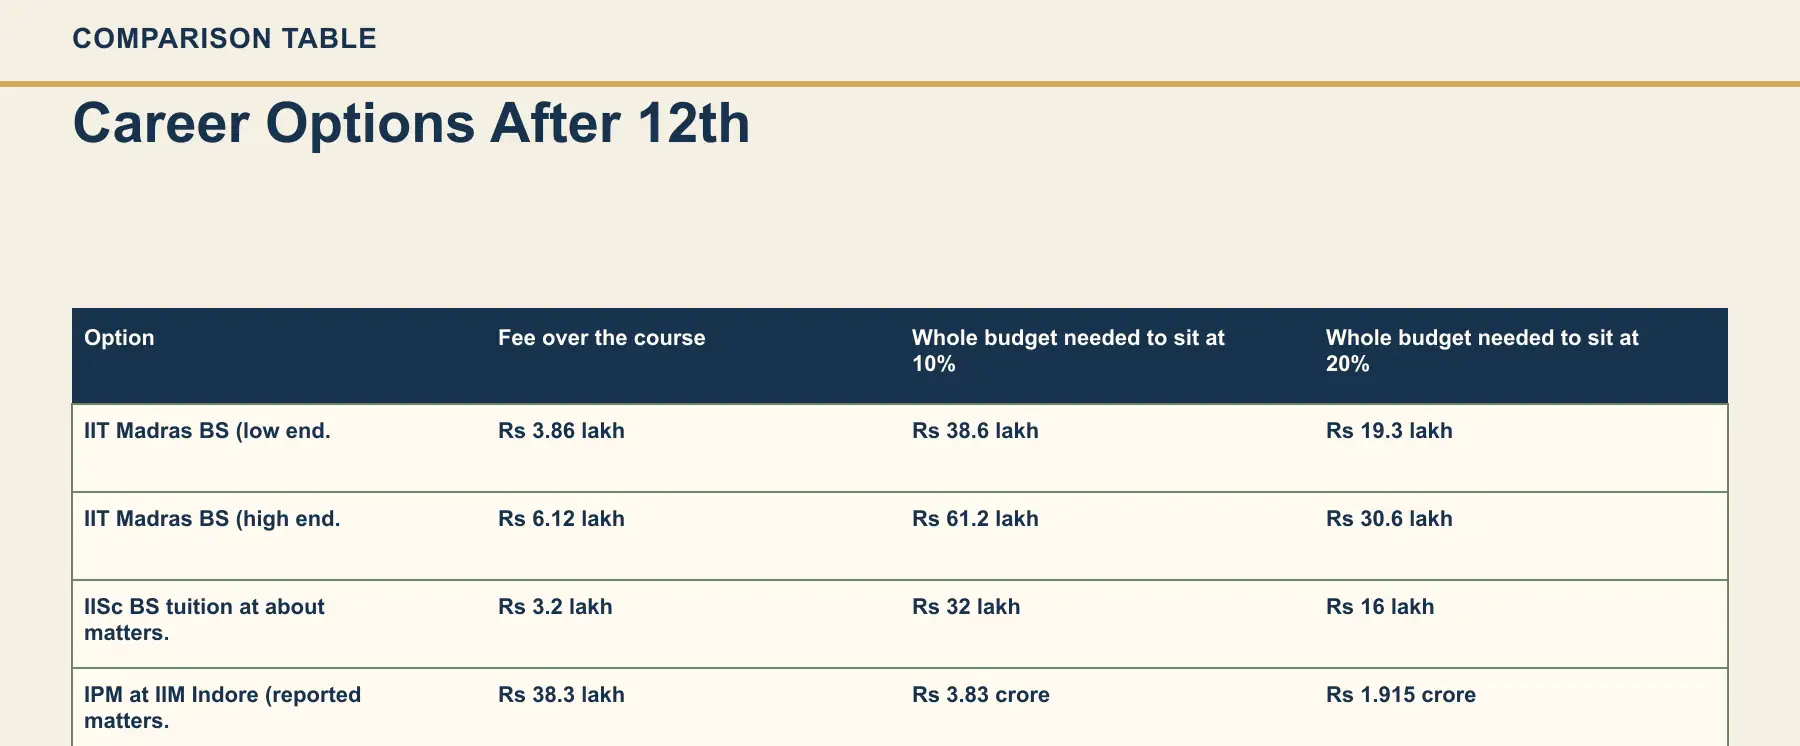 COMPARISON TABLE
Career Options After 12th
Option
Fee over the course
Whole budget needed to sit at
10%
Whole budget needed to sit at
20%
IIT Madras BS (low end.
Rs 3.86 lakh
Rs 38.6 lakh
Rs 19.3 lakh
IIT Madras BS (high end.
Rs 6.12 lakh
Rs 61.2 lakh
Rs 30.6 lakh
IISc BS tuition at about
matters.
Rs 3.2 lakh
Rs 32 lakh
Rs 16 lakh
IPM at IIM Indore (reported
matters.
Rs 38.3 lakh
Rs 3.83 crore
Rs 1.915 crore